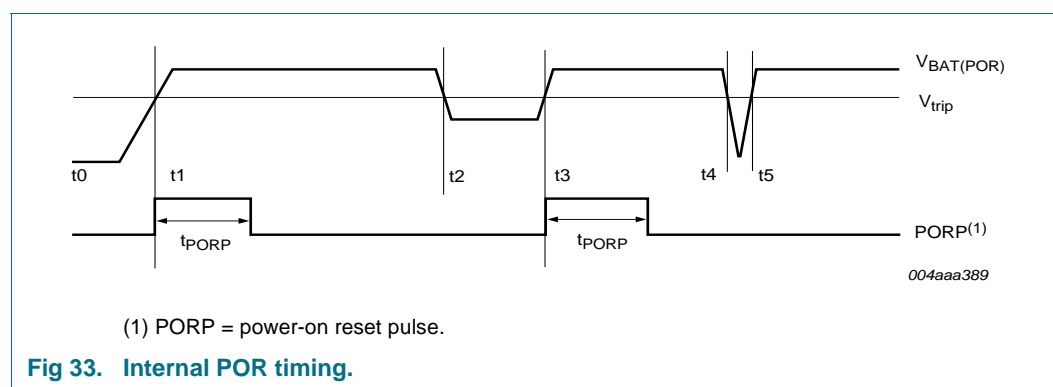 VBAT(POR)
Vtrip
t0 t1 t2 t3 t4 t5
tPORP tPORP
PORP(1)
004aaa389
(1) PORP = power-on reset pulse.
Fig 33. Internal POR timing.